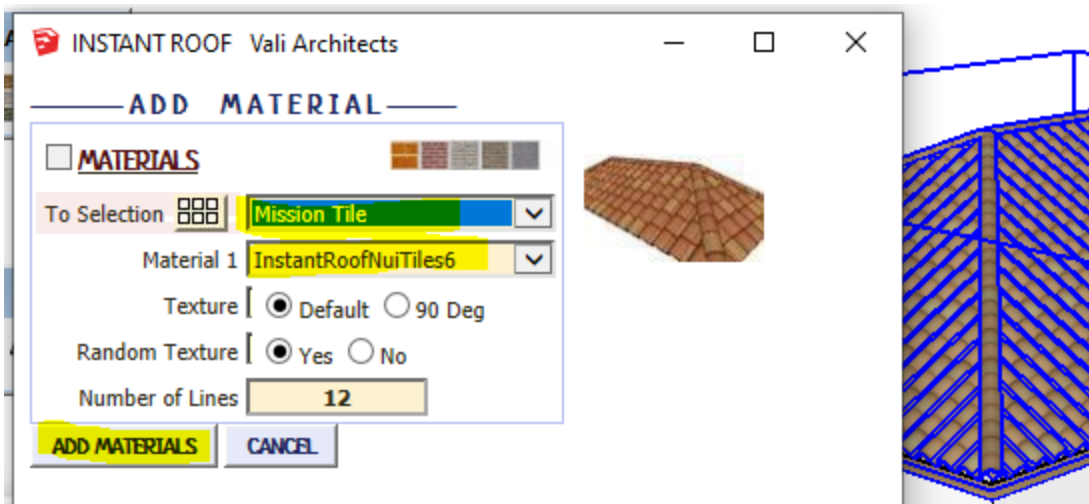 INSTANT ROOF Vali Architects
ADD MATERIAL
MATERIALS
To Selection Mission Tile
Material 1 InstantRoofNuiTiles6
Texture Default 90 Deg
Random Texture Yes No
Number of Lines 12
ADD MATERIALS CANCEL